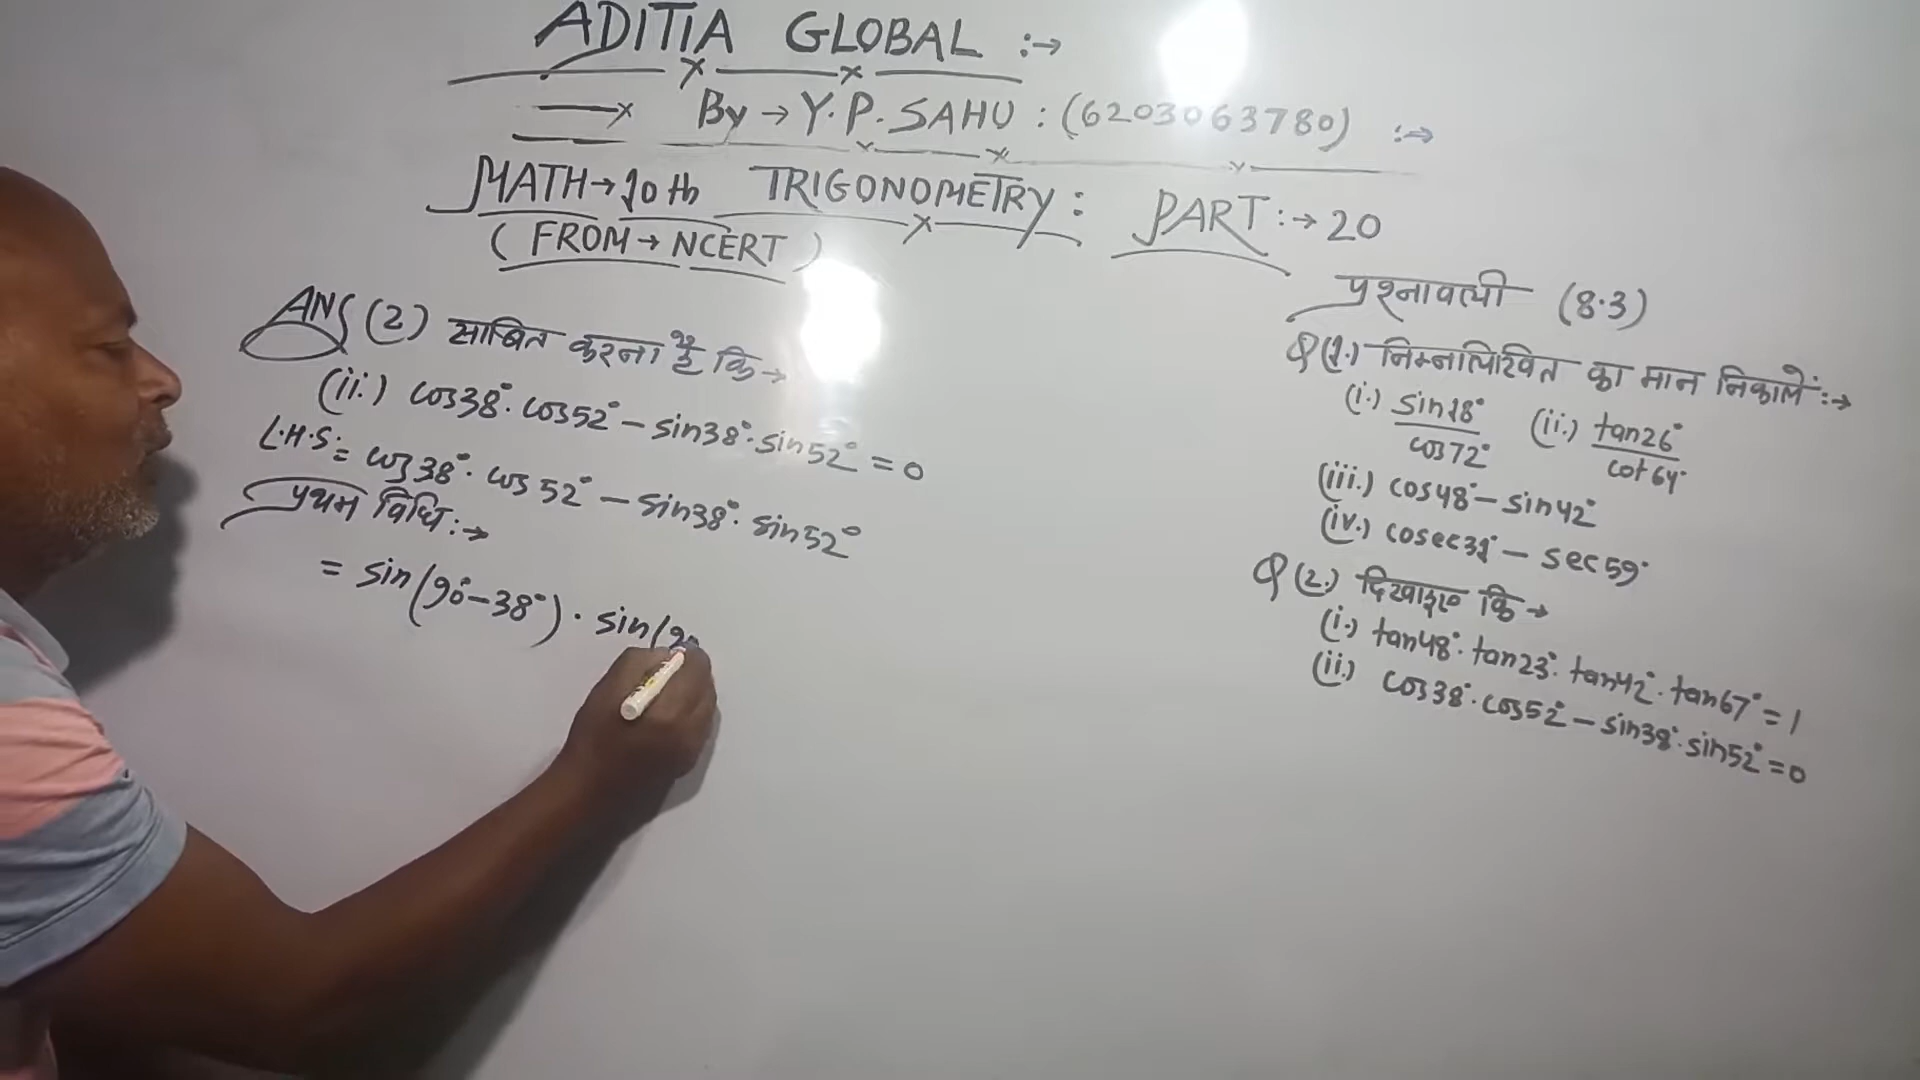 ADITIA GLOBAL :→
By → Y.P.SAHU : (6203063780) :→
MATH → 10th TRIGONOMETRY : PART :→ 20
(FROM → NCERT)
ANS (2) साबित करना है कि →
(ii.) cos38°. cos52° – sin38°. sin52° = 0
L.H.S. = cos38°. cos52° – sin38°. sin52°
प्रथम विधि :→
= sin(90°–38°) . sin(90
प्रश्नावली (8.3)
Q (1.) निम्नलिखित का मान निकालें :→
(i.) sin18°/cos72° (ii.) tan26°/cot64°
(iii.) cos48° – sin42°
(iv.) cosec31° – sec59°
Q (2.) दिखाइए कि →
(i.) tan48°. tan23°. tan42°. tan67° = 1
(ii.) cos38°. cos52° – sin38°. sin52° = 0